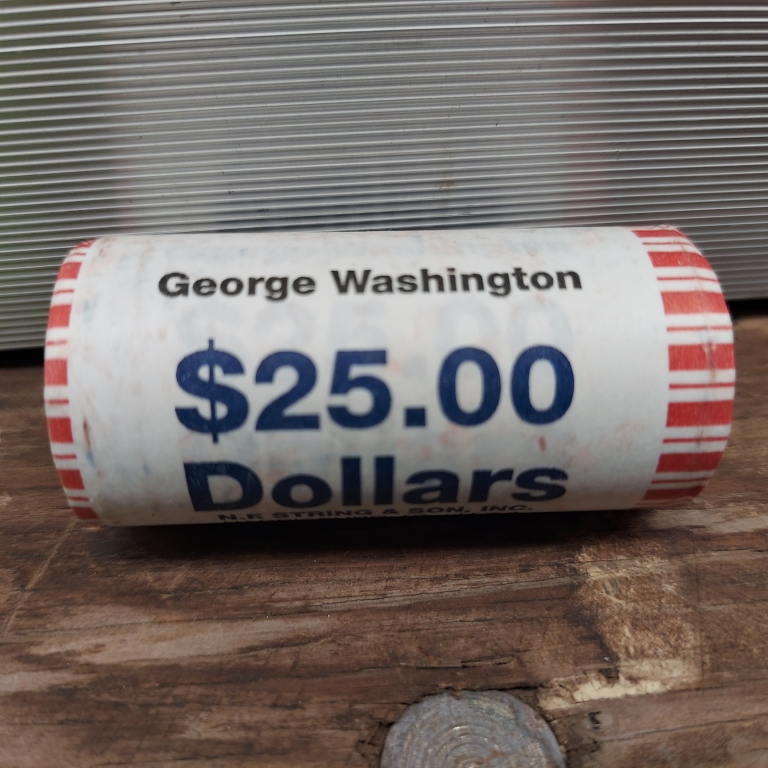 George Washington
$25.00
Dollars
N.F. STRING & SON, INC.